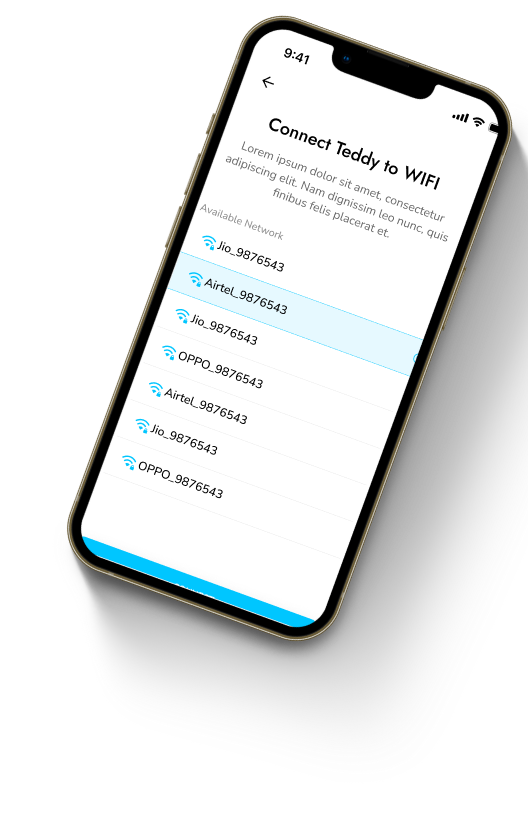 9:41
Connect Teddy to WIFI
Lorem ipsum dolor sit amet, consectetur
adipiscing elit. Nam dignissim leo nunc, quis
finibus felis placerat et.
Available Network
Jio_9876543
Airtel_9876543
Jio_9876543
OPPO_9876543
Airtel_9876543
Jio_9876543
OPPO_9876543